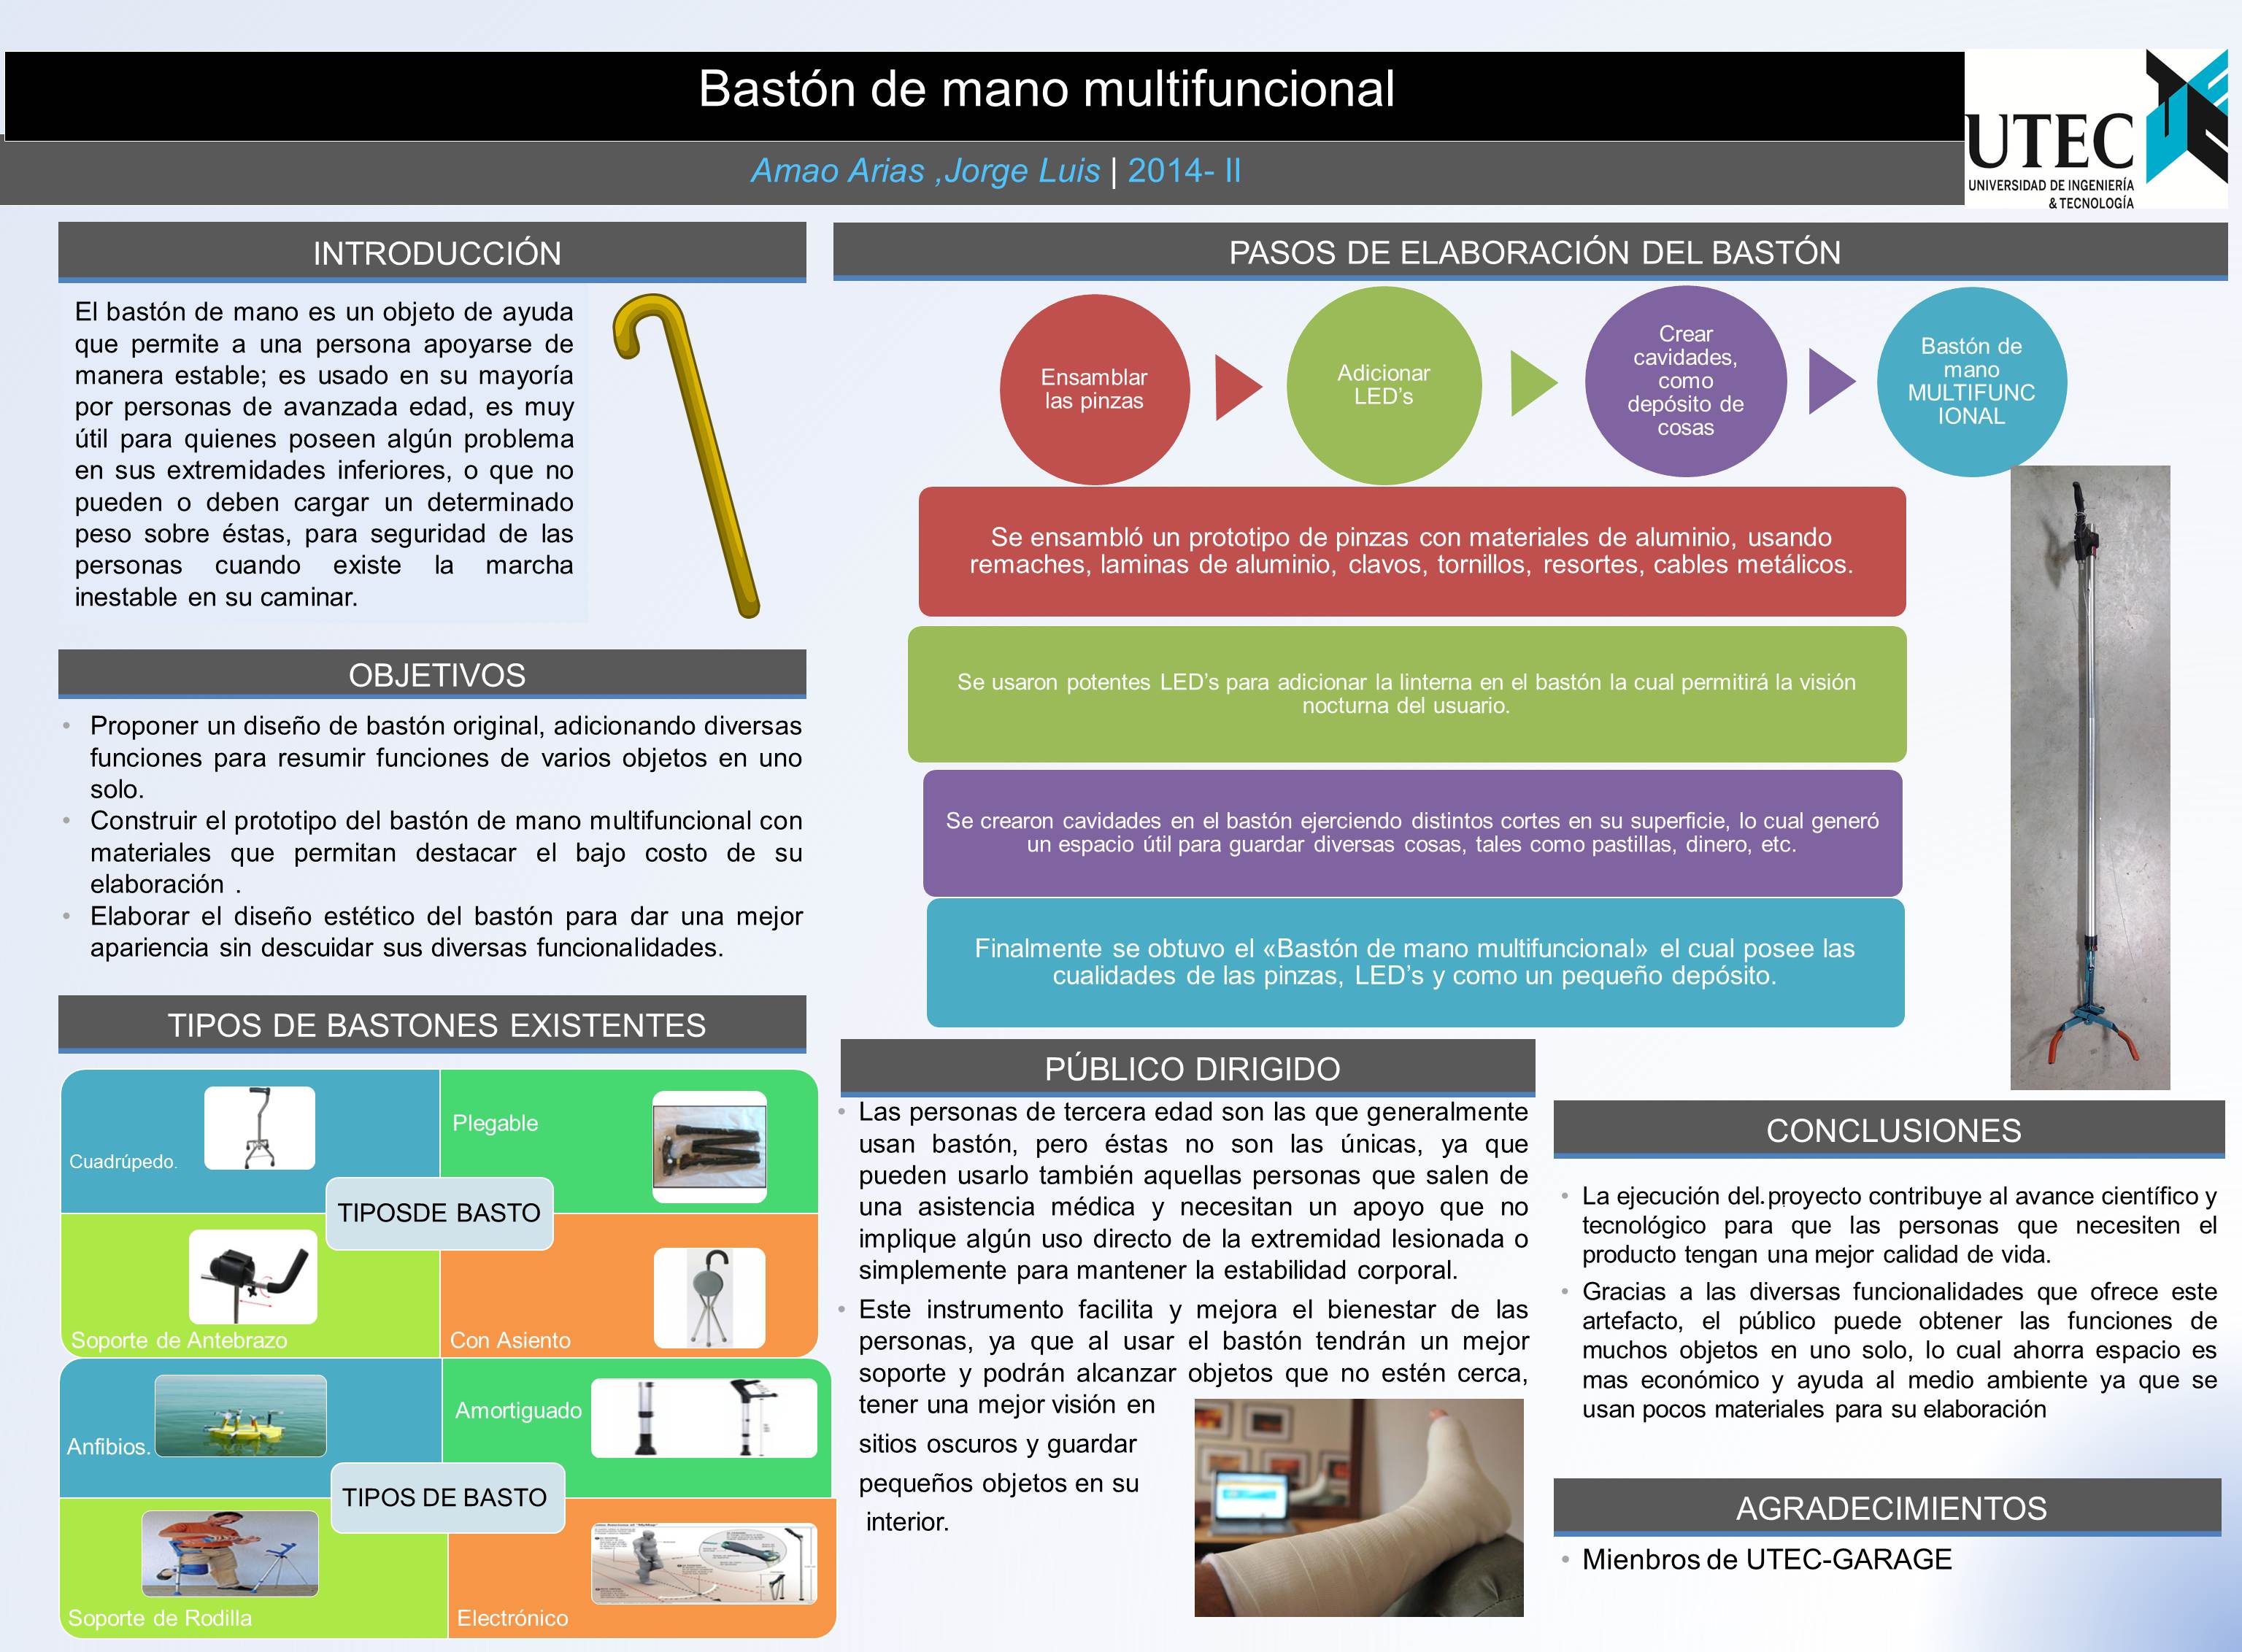 Bastón de mano multifuncional
Amao Arias ,Jorge Luis | 2014- II
UTEC
UNIVERSIDAD DE INGENIERÍA
& TECNOLOGÍA
INTRODUCCIÓN
El bastón de mano es un objeto de ayuda
que permite a una persona apoyarse de
manera estable; es usado en su mayoría
por personas de avanzada edad, es muy
útil para quienes poseen algún problema
en sus extremidades inferiores, o que no
pueden o deben cargar un determinado
peso sobre éstas, para seguridad de las
personas cuando existe la marcha
inestable en su caminar.
OBJETIVOS
• Proponer un diseño de bastón original, adicionando diversas
funciones para resumir funciones de varios objetos en uno
solo.
• Construir el prototipo del bastón de mano multifuncional con
materiales que permitan destacar el bajo costo de su
elaboración .
• Elaborar el diseño estético del bastón para dar una mejor
apariencia sin descuidar sus diversas funcionalidades.
TIPOS DE BASTONES EXISTENTES
Cuadrúpedo.
Plegable
TIPOSDE BASTO
Soporte de Antebrazo
Con Asiento
Anfibios.
Amortiguado
TIPOS DE BASTO
Soporte de Rodilla
Electrónico
PASOS DE ELABORACIÓN DEL BASTÓN
Ensamblar
las pinzas
Adicionar
LED’s
Crear
cavidades,
como
depósito de
cosas
Bastón de
mano
MULTIFUNC
IONAL
Se ensambló un prototipo de pinzas con materiales de aluminio, usando
remaches, laminas de aluminio, clavos, tornillos, resortes, cables metálicos.
Se usaron potentes LED’s para adicionar la linterna en el bastón la cual permitirá la visión
nocturna del usuario.
Se crearon cavidades en el bastón ejerciendo distintos cortes en su superficie, lo cual generó
un espacio útil para guardar diversas cosas, tales como pastillas, dinero, etc.
Finalmente se obtuvo el «Bastón de mano multifuncional» el cual posee las
cualidades de las pinzas, LED’s y como un pequeño depósito.
PÚBLICO DIRIGIDO
• Las personas de tercera edad son las que generalmente
usan bastón, pero éstas no son las únicas, ya que
pueden usarlo también aquellas personas que salen de
una asistencia médica y necesitan un apoyo que no
implique algún uso directo de la extremidad lesionada o
simplemente para mantener la estabilidad corporal.
• Este instrumento facilita y mejora el bienestar de las
personas, ya que al usar el bastón tendrán un mejor
soporte y podrán alcanzar objetos que no estén cerca,
tener una mejor visión en
sitios oscuros y guardar
pequeños objetos en su
interior.
CONCLUSIONES
• La ejecución del.proyecto contribuye al avance científico y
tecnológico para que las personas que necesiten el
producto tengan una mejor calidad de vida.
• Gracias a las diversas funcionalidades que ofrece este
artefacto, el público puede obtener las funciones de
muchos objetos en uno solo, lo cual ahorra espacio es
mas económico y ayuda al medio ambiente ya que se
usan pocos materiales para su elaboración
AGRADECIMIENTOS
• Mienbros de UTEC-GARAGE